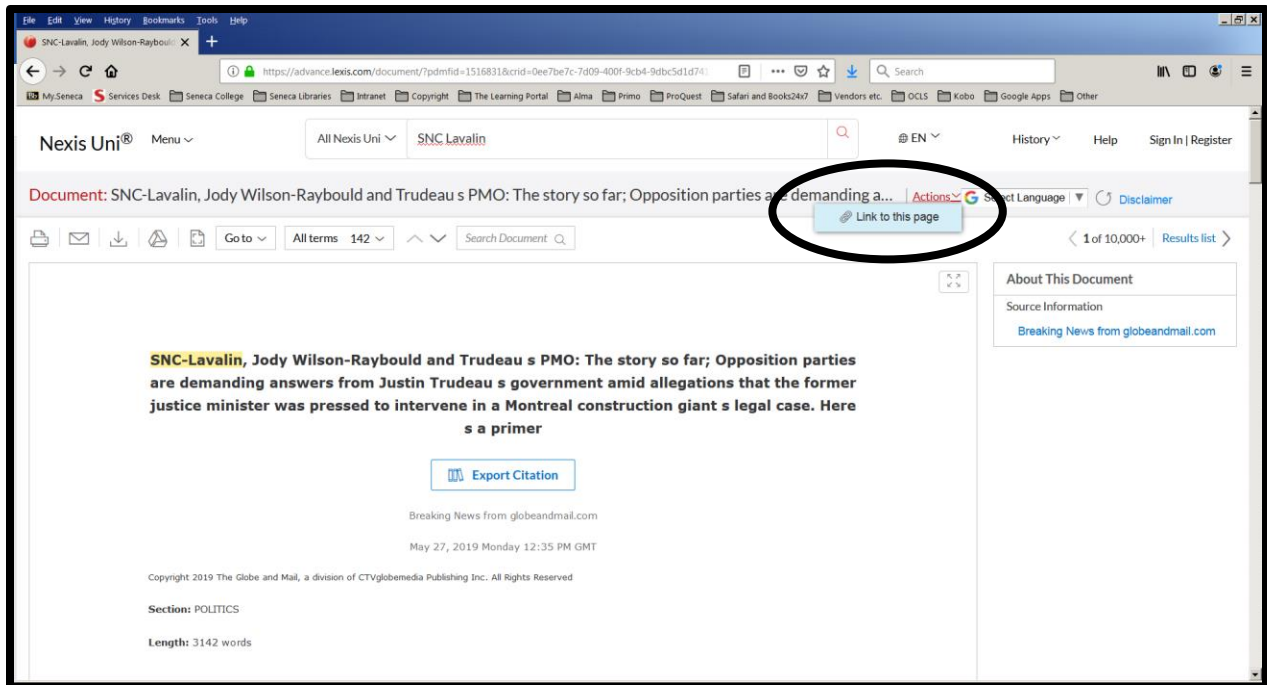 File Edit View History Bookmarks Tools Help
SNC-Lavalin, Jody Wilson-Raybould
https://advance.lexis.com/document/?pdmfid=1516831&crid=0ee7be7c-7d09-400f-9cb4-9dbc5d1d741 Search
My.Seneca Services Desk Seneca College Seneca Libraries Intranet Copyright The Learning Portal Alma Primo ProQuest Safari and Books24x7 Vendors etc. OCLS Kobo Google Apps Other
Nexis Uni® Menu All Nexis Uni SNC Lavalin EN History Help Sign In | Register
Document: SNC-Lavalin, Jody Wilson-Raybould and Trudeau s PMO: The story so far; Opposition parties are demanding a... Actions Select Language Disclaimer
Link to this page
Go to All terms 142 Search Document 1 of 10,000+ Results list
About This Document
Source Information
Breaking News from globeandmail.com
SNC-Lavalin, Jody Wilson-Raybould and Trudeau s PMO: The story so far; Opposition parties
are demanding answers from Justin Trudeau s government amid allegations that the former
justice minister was pressed to intervene in a Montreal construction giant s legal case. Here
s a primer
Export Citation
Breaking News from globeandmail.com
May 27, 2019 Monday 12:35 PM GMT
Copyright 2019 The Globe and Mail, a division of CTVglobemedia Publishing Inc. All Rights Reserved
Section: POLITICS
Length: 3142 words